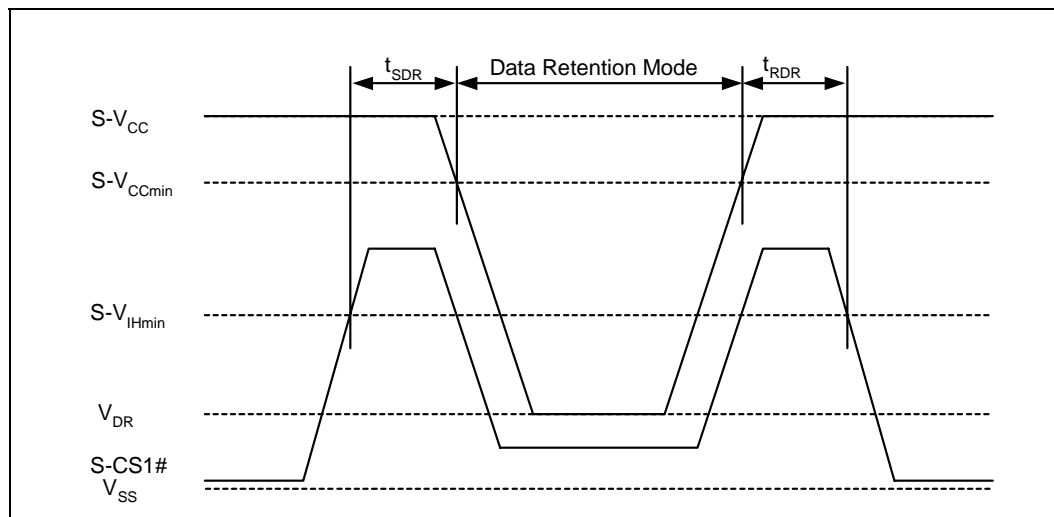 tSDR Data Retention Mode tRDR
S-VCC
S-VCCmin
S-VIHmin
VDR
S-CS1#
VSS